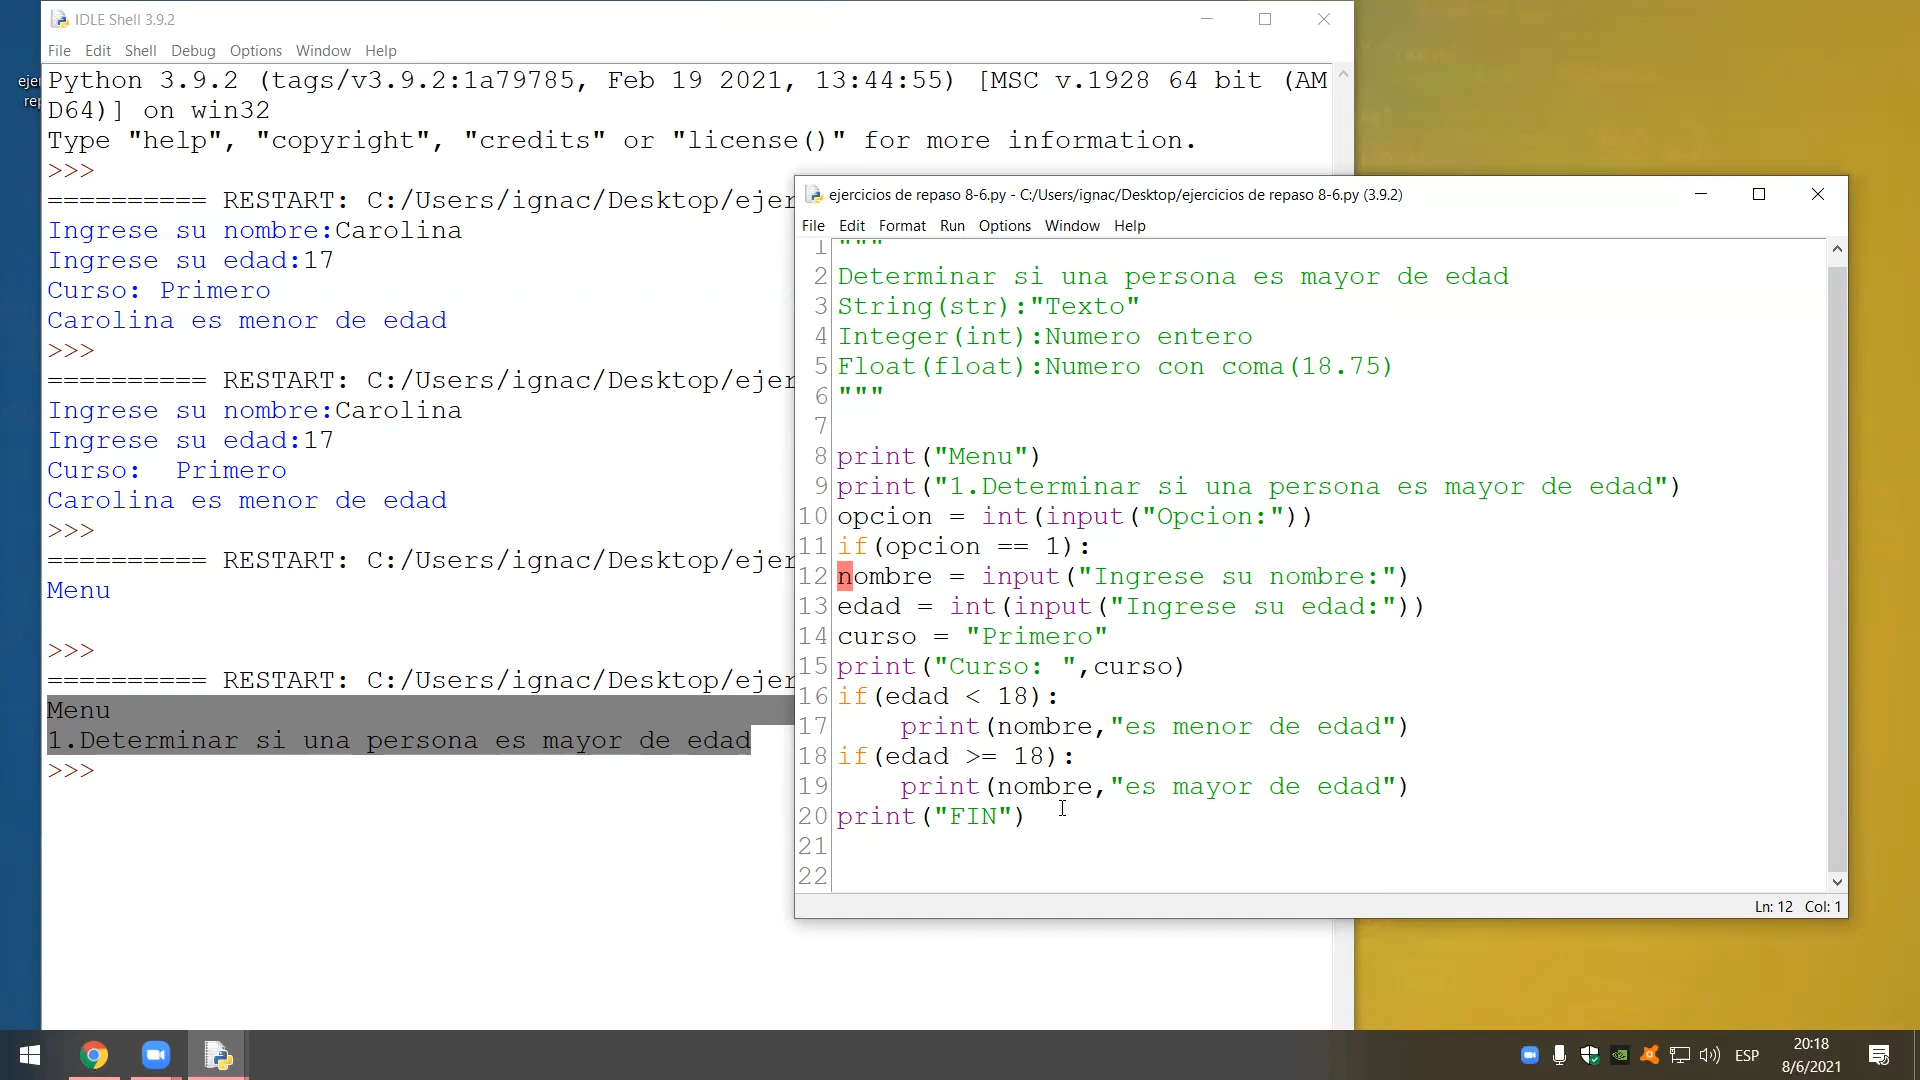 IDLE Shell 3.9.2
File Edit Shell Debug Options Window Help
Python 3.9.2 (tags/v3.9.2:1a79785, Feb 19 2021, 13:44:55) [MSC v.1928 64 bit (AM
D64)] on win32
Type "help", "copyright", "credits" or "license()" for more information.
>>>
========== RESTART: C:/Users/ignac/Desktop/ejer
Ingrese su nombre:Carolina
Ingrese su edad:17
Curso: Primero
Carolina es menor de edad
>>>
========== RESTART: C:/Users/ignac/Desktop/ejer
Ingrese su nombre:Carolina
Ingrese su edad:17
Curso:  Primero
Carolina es menor de edad
>>>
========== RESTART: C:/Users/ignac/Desktop/ejer
Menu
>>>
========== RESTART: C:/Users/ignac/Desktop/ejer
Menu
1.Determinar si una persona es mayor de edad
>>>
ejercicios de repaso 8-6.py - C:/Users/ignac/Desktop/ejercicios de repaso 8-6.py (3.9.2)
File Edit Format Run Options Window Help
1 """
2 Determinar si una persona es mayor de edad
3 String(str):"Texto"
4 Integer(int):Numero entero
5 Float(float):Numero con coma(18.75)
6 """
7
8 print("Menu")
9 print("1.Determinar si una persona es mayor de edad")
10 opcion = int(input("Opcion:"))
11 if(opcion == 1):
12 nombre = input("Ingrese su nombre:")
13 edad = int(input("Ingrese su edad:"))
14 curso = "Primero"
15 print("Curso: ",curso)
16 if(edad < 18):
17     print(nombre,"es menor de edad")
18 if(edad >= 18):
19     print(nombre,"es mayor de edad")
20 print("FIN")
21
22
Ln: 12 Col: 1
ejer
rep
ESP
20:18
8/6/2021